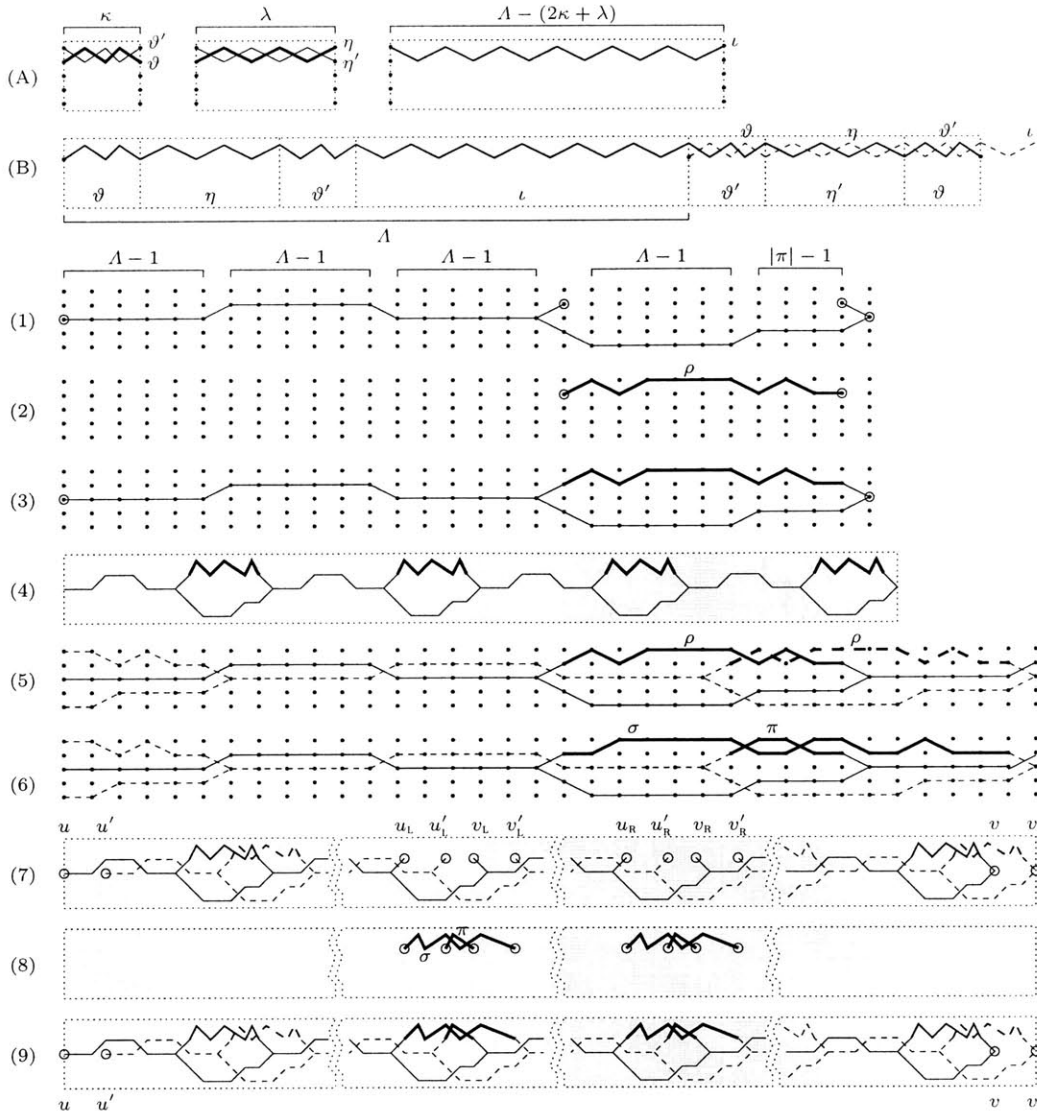 κ λ Λ − (2κ + λ)
ϑ′ η ι
(A) ϑ η′
ϑ η ϑ′ ι
(B)
ϑ η ϑ′ ι ϑ′ η′ ϑ
Λ
Λ − 1 Λ − 1 Λ − 1 Λ − 1 |π| − 1
(1)
ρ
(2)
(3)
(4)
ρ ρ
(5)
σ π
(6)
u u′ u_L u′_L v_L v′_L u_R u′_R v_R v′_R v v
(7)
π
(8) σ
(9)
u u′ v v